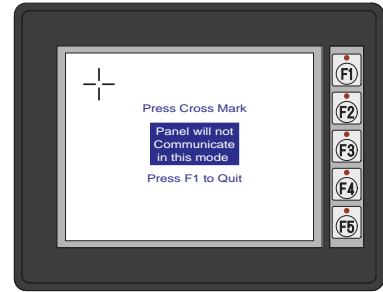 Press Cross Mark
Panel will not
Communicate
in this mode
Press F1 to Quit
F1
F2
F3
F4
F5